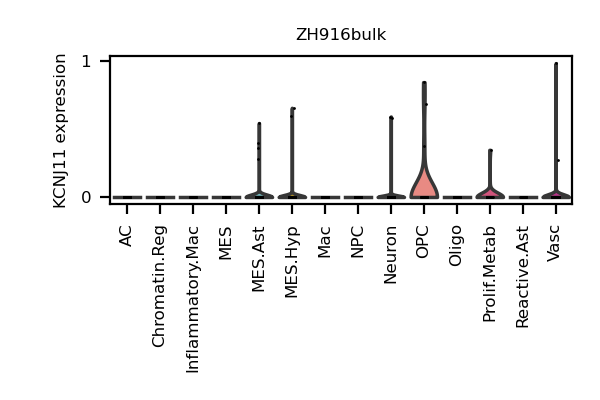 ZH916bulk
KCNJ11 expression
1
0
AC
Chromatin.Reg
Inflammatory.Mac
MES
MES.Ast
MES.Hyp
Mac
NPC
Neuron
OPC
Oligo
Prolif.Metab
Reactive.Ast
Vasc